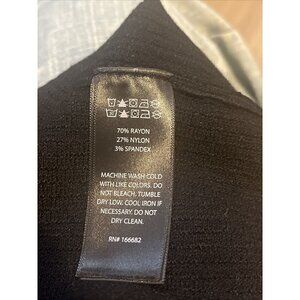 70% RAYON
27% NYLON
3% SPANDEX
MACHINE WASH COLD
WITH LIKE COLORS. DO
NOT BLEACH. TUMBLE
DRY LOW. COOL IRON IF
NECESSARY. DO NOT
DRY CLEAN.
RN# 166682